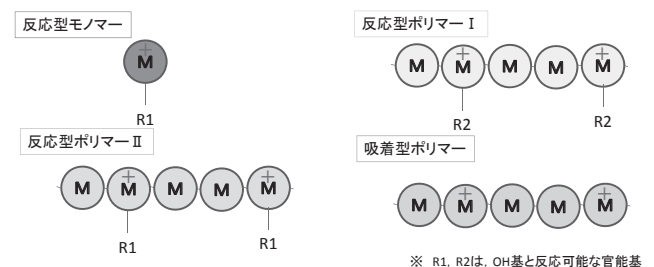 反応型モノマー
+
M
R1
反応型ポリマーⅠ
M M+ M M M+
R2 R2
反応型ポリマーⅡ
M M+ M M M+
R1 R1
吸着型ポリマー
M M+ M M M+
※ R1, R2は, OH基と反応可能な官能基